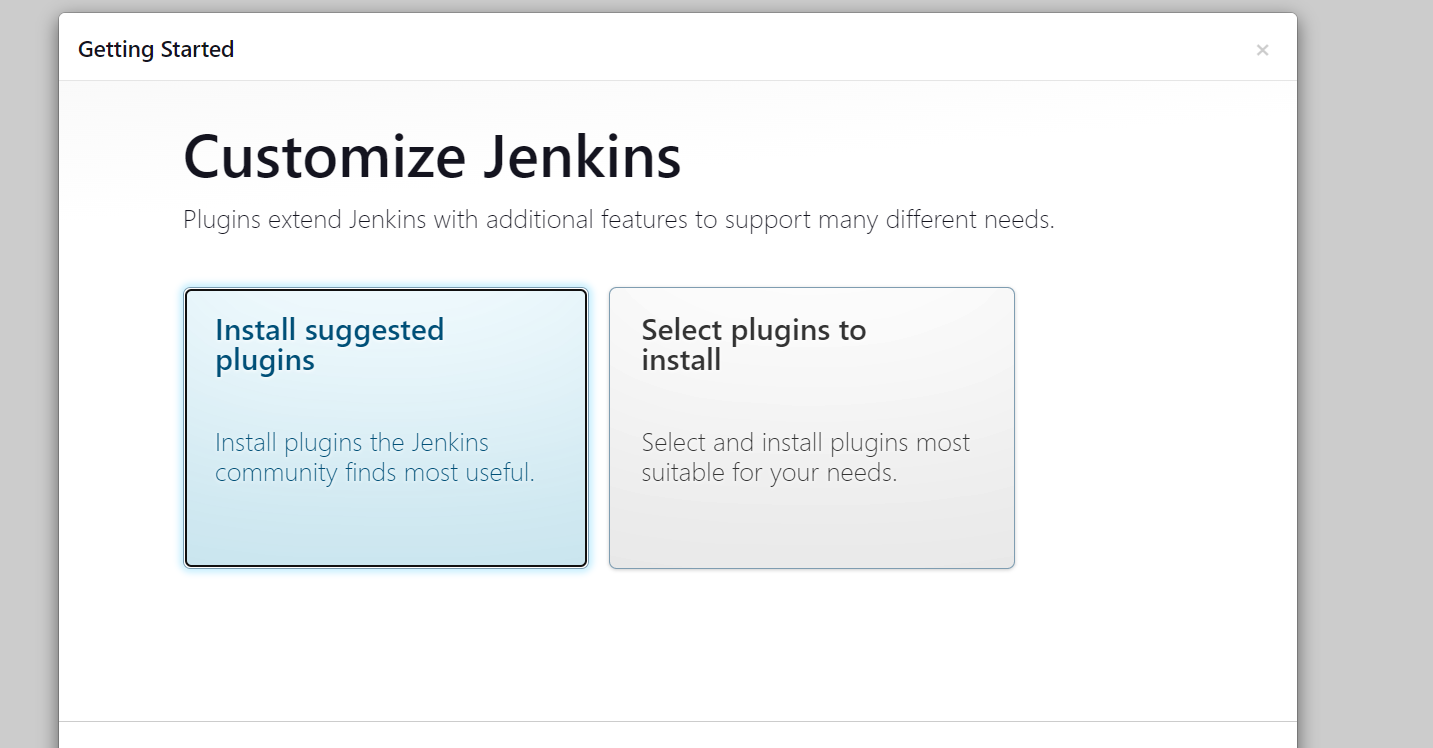 Getting Started
×
Customize Jenkins
Plugins extend Jenkins with additional features to support many different needs.
Install suggested
plugins
Install plugins the Jenkins
community finds most useful.
Select plugins to
install
Select and install plugins most
suitable for your needs.